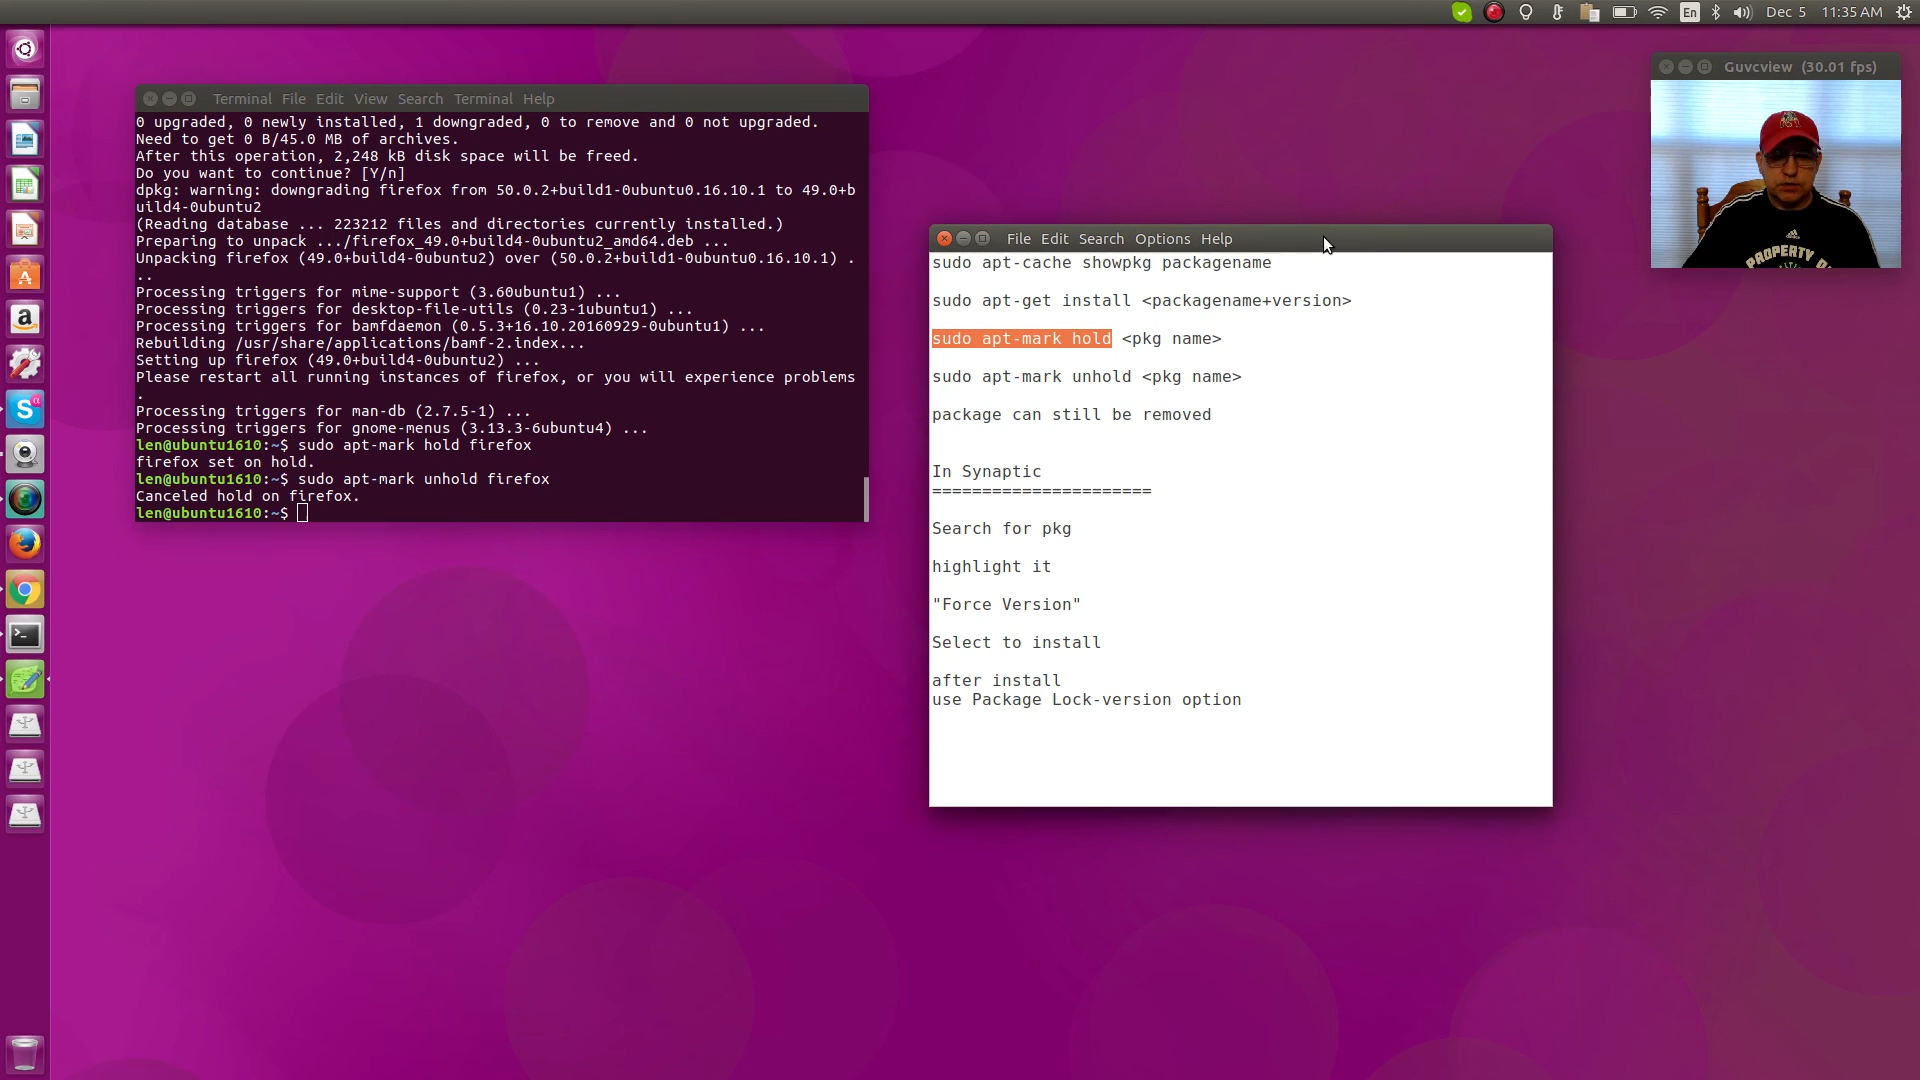 En
Dec 5
11:35 AM
Guvcview (30.01 fps)
Terminal File Edit View Search Terminal Help
0 upgraded, 0 newly installed, 1 downgraded, 0 to remove and 0 not upgraded.
Need to get 0 B/45.0 MB of archives.
After this operation, 2,248 kB disk space will be freed.
Do you want to continue? [Y/n]
dpkg: warning: downgrading firefox from 50.0.2+build1-0ubuntu0.16.10.1 to 49.0+b
uild4-0ubuntu2
(Reading database ... 223212 files and directories currently installed.)
Preparing to unpack .../firefox_49.0+build4-0ubuntu2_amd64.deb ...
Unpacking firefox (49.0+build4-0ubuntu2) over (50.0.2+build1-0ubuntu0.16.10.1) .
..
Processing triggers for mime-support (3.60ubuntu1) ...
Processing triggers for desktop-file-utils (0.23-1ubuntu1) ...
Processing triggers for bamfdaemon (0.5.3+16.10.20160929-0ubuntu1) ...
Rebuilding /usr/share/applications/bamf-2.index...
Setting up firefox (49.0+build4-0ubuntu2) ...
Please restart all running instances of firefox, or you will experience problems
.
Processing triggers for man-db (2.7.5-1) ...
Processing triggers for gnome-menus (3.13.3-6ubuntu4) ...
len@ubuntu1610:~$ sudo apt-mark hold firefox
firefox set on hold.
len@ubuntu1610:~$ sudo apt-mark unhold firefox
Canceled hold on firefox.
len@ubuntu1610:~$
File Edit Search Options Help
sudo apt-cache showpkg packagename
sudo apt-get install <packagename+version>
sudo apt-mark hold <pkg name>
sudo apt-mark unhold <pkg name>
package can still be removed
In Synaptic
======================
Search for pkg
highlight it
"Force Version"
Select to install
after install
use Package Lock-version option
PROPERTY O